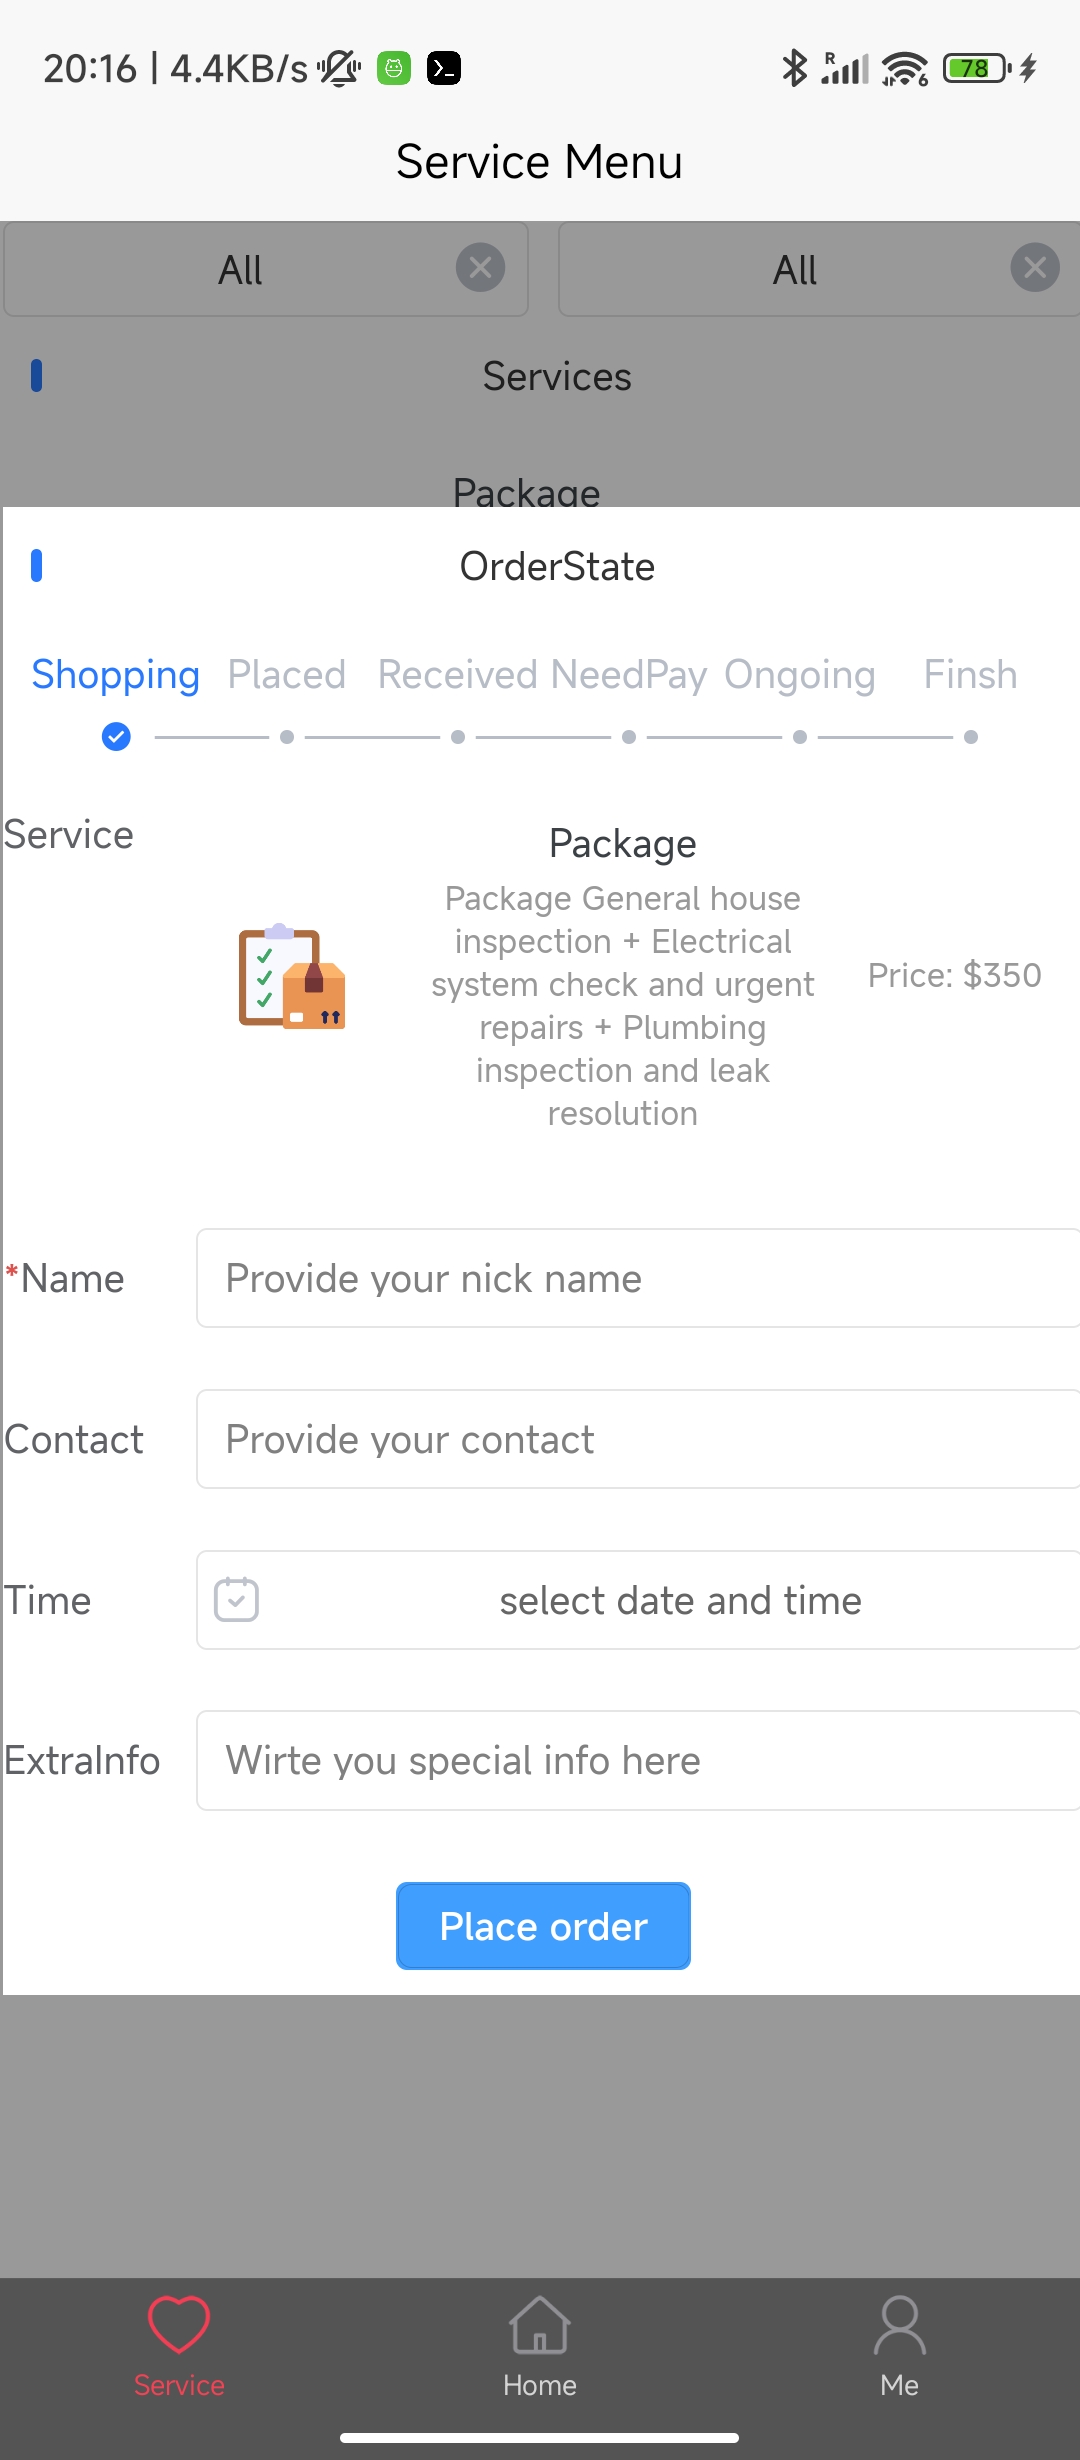 20:16 | 4.4KB/s
R
6
78
Service Menu
All All
Services
Package
OrderState
Shopping Placed Received NeedPay Ongoing Finsh
Service
Package
Package General house
inspection + Electrical
system check and urgent
repairs + Plumbing
inspection and leak
resolution
Price: $350
*Name Provide your nick name
Contact Provide your contact
Time select date and time
ExtraInfo Wirte you special info here
Place order
Service Home Me